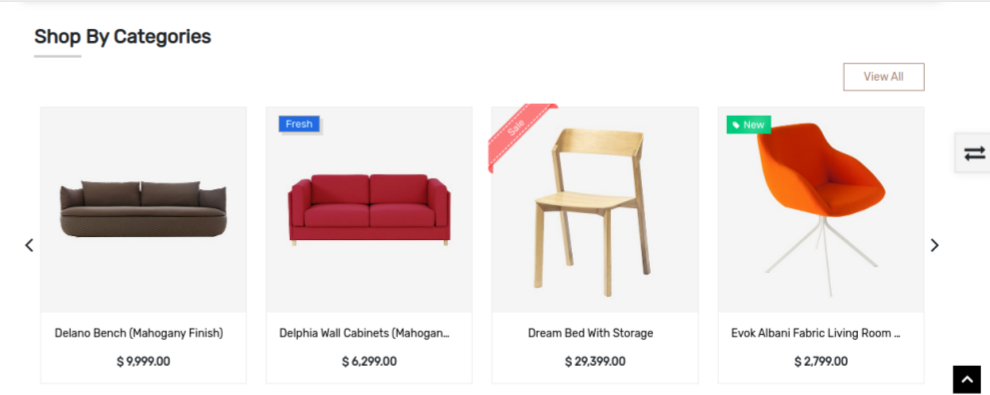 Shop By Categories
View All
Fresh
Sale
New
Delano Bench (Mahogany Finish)
Delphia Wall Cabinets (Mahogan...
Dream Bed With Storage
Evok Albani Fabric Living Room ...
$ 9,999.00
$ 6,299.00
$ 29,399.00
$ 2,799.00